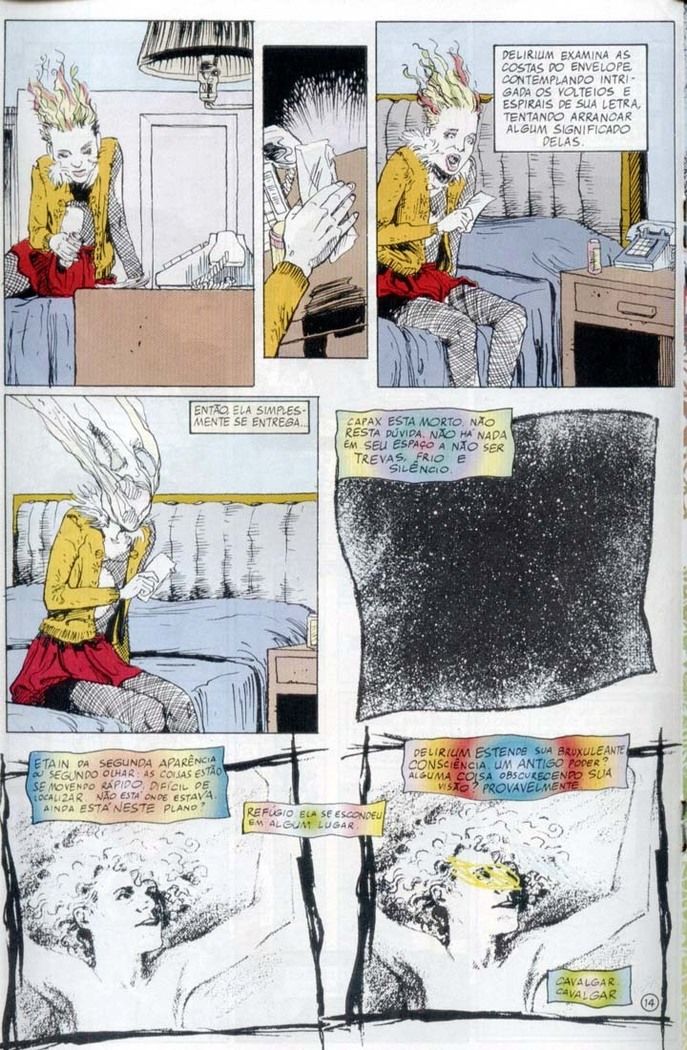 DELIRIUM EXAMINA AS
COSTAS DO ENVELOPE,
CONTEMPLANDO INTRI-
GADA OS VOLTEIOS E
ESPIRAIS DE SUA LETRA,
TENTANDO ARRANCAR
ALGUM SIGNIFICADO
DELAS.
ENTÃO, ELA SIMPLES-
MENTE SE ENTREGA...
CAPAX ESTA MORTO. NÃO
RESTA DÚVIDA. NÃO HÁ NADA
EM SEU ESPAÇO A NÃO SER
TREVAS, FRIO E
SILÊNCIO.
ETAIN DA SEGUNDA APARÊNCIA
OU SEGUNDO OLHAR: AS COISAS ESTÃO
SE MOVENDO RÁPIDO, DIFÍCIL DE
LOCALIZAR. NÃO ESTÁ ONDE ESTAVA.
AINDA ESTÁ NESTE PLANO?
REFÚGIO. ELA SE ESCONDEU
EM ALGUM LUGAR.
DELIRIUM ESTENDE SUA BRUXULEANTE
CONSCIÊNCIA. UM ANTIGO PODER?
ALGUMA COISA OBSCURECENDO SUA
VISÃO? PROVAVELMENTE
CAVALGAR.
CAVALGAR
14